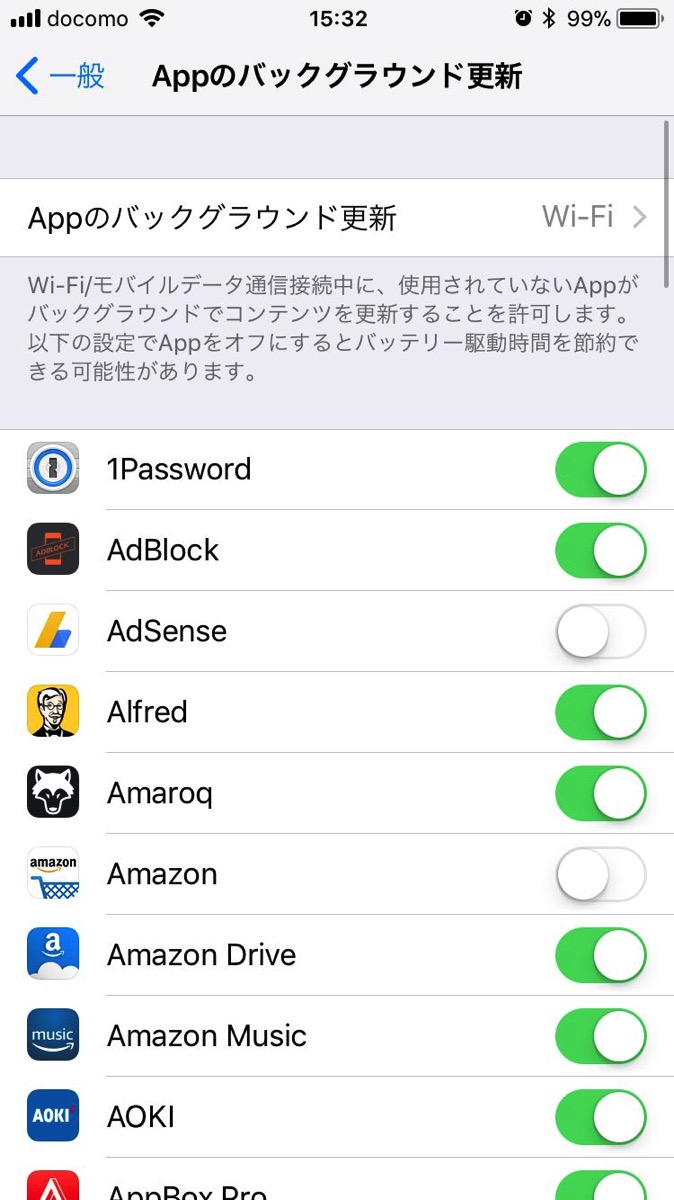 docomo 15:32 99%
一般 Appのバックグラウンド更新
Appのバックグラウンド更新 Wi-Fi
Wi-Fi/モバイルデータ通信接続中に、使用されていないAppが
バックグラウンドでコンテンツを更新することを許可します。
以下の設定でAppをオフにするとバッテリー駆動時間を節約で
きる可能性があります。
1Password
ADBLOCK AdBlock
AdSense
Alfred
Amaroq
amazon Amazon
a Amazon Drive
music Amazon Music
AOKI AOKI
AppBox Pro